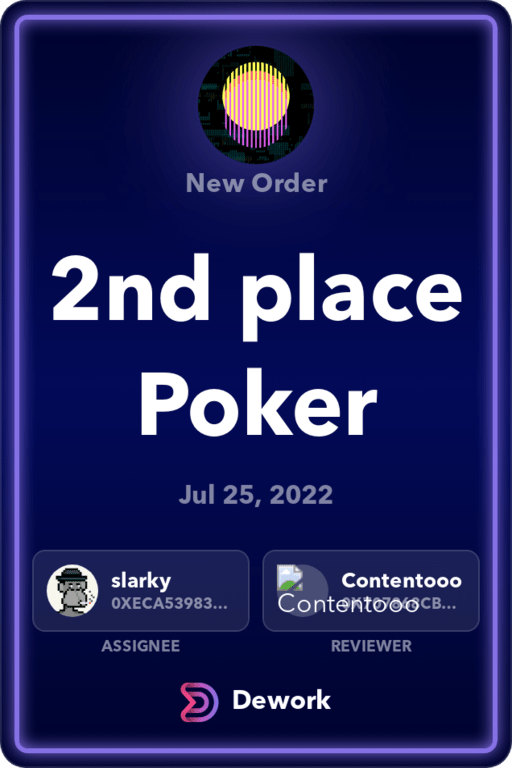 New Order
2nd place
Poker
Jul 25, 2022
slarky
0XECA53983...
ASSIGNEE
Contentooo
Contentooo
REVIEWER
Dework